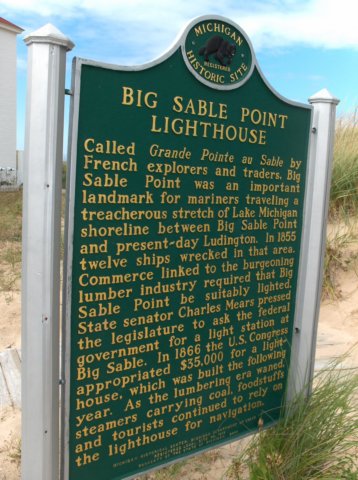 MICHIGAN
REGISTERED
HISTORIC SITE
BIG SABLE POINT
LIGHTHOUSE
Called Grande Pointe au Sable by
French explorers and traders, Big
Sable Point was an important
landmark for mariners traveling a
treacherous stretch of Lake Michigan
shoreline between Big Sable Point
and present-day Ludington. In 1855
twelve ships wrecked in that area.
Commerce linked to the burgeoning
lumber industry required that Big
Sable Point be suitably lighted.
State senator Charles Mears pressed
the legislature to ask the federal
government for a light station at
Big Sable. In 1866 the U.S. Congress
appropriated $35,000 for a light-
house, which was built the following
year. As the lumbering era waned,
steamers carrying coal, foodstuffs
and tourists continued to rely on
the lighthouse for navigation.